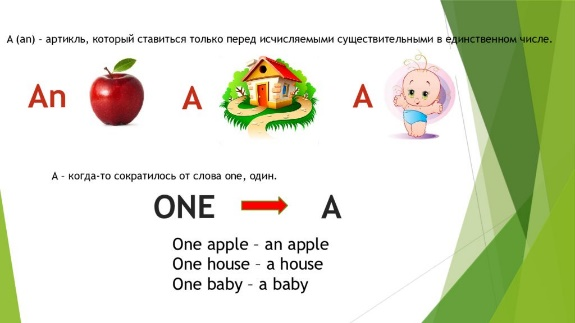 A (an) – артикль, который ставиться только перед исчисляемыми существительными в единственном числе.
An A A
A – когда-то сократилось от слова one, один.
ONE A
One apple – an apple
One house – a house
One baby – a baby